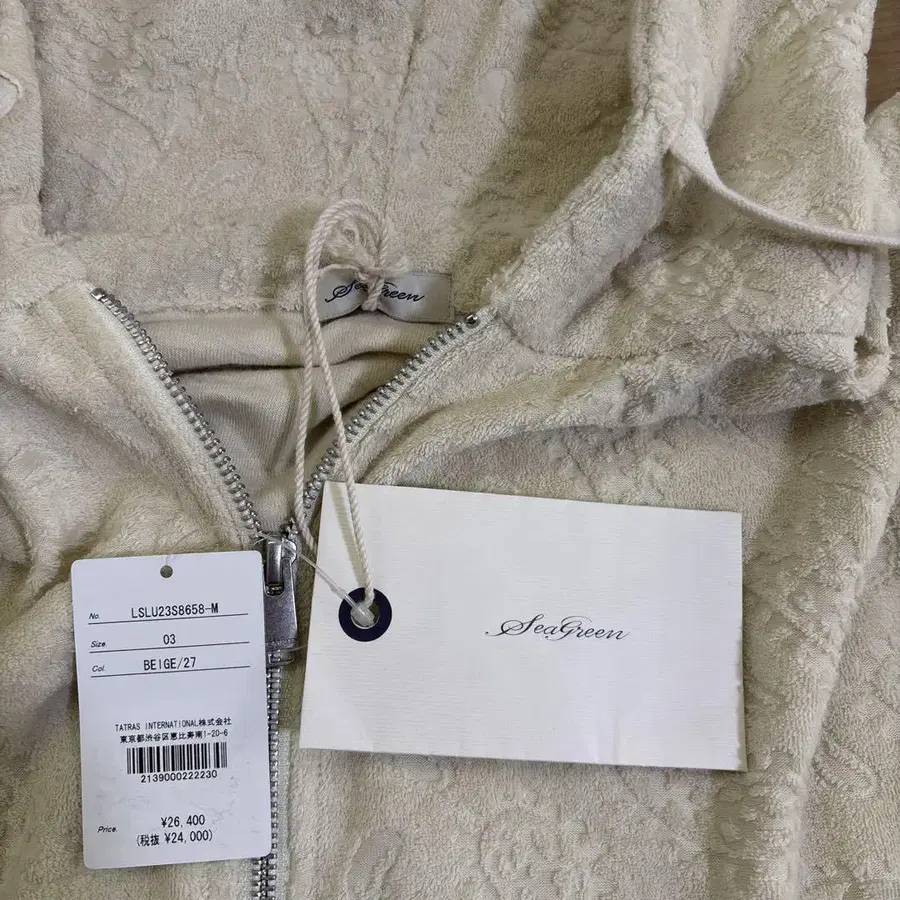 SeaGreen
SeaGreen
No. LSLU23S8658-M
Size. 03
Col. BEIGE/27
TATRAS INTERNATIONAL株式会社
東京都渋谷区恵比寿南1-20-6
2139000222230
Price. ¥26,400
(税抜 ¥24,000)